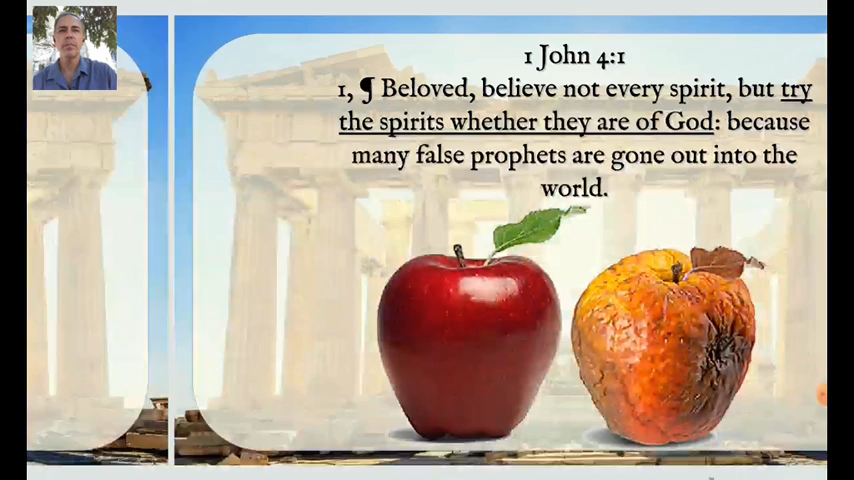 1 John 4:1
1, ¶ Beloved, believe not every spirit, but try
the spirits whether they are of God: because
many false prophets are gone out into the
world.